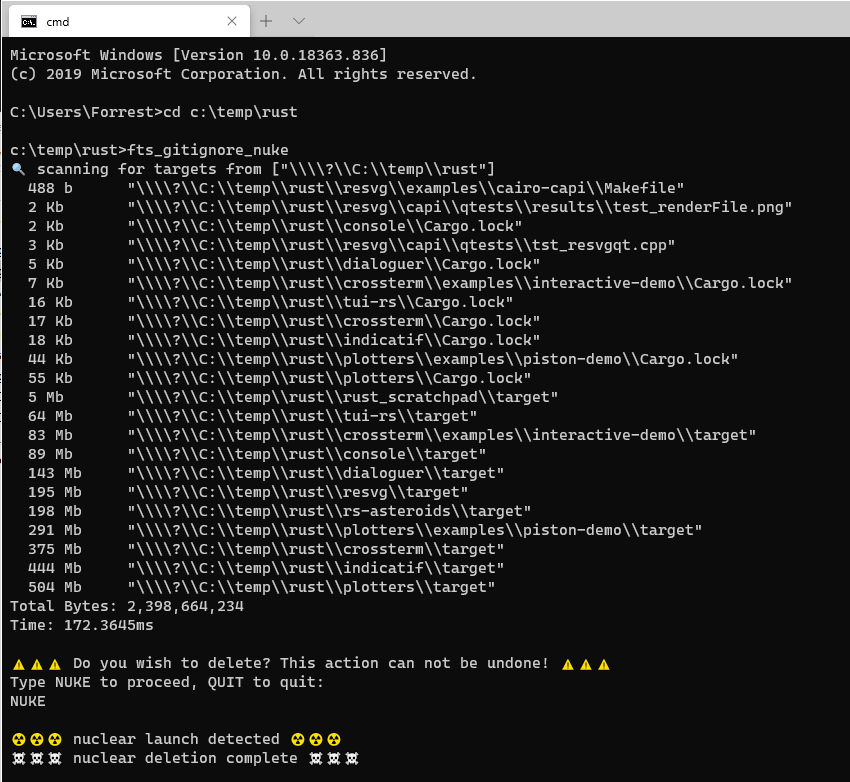 cmd
Microsoft Windows [Version 10.0.18363.836]
(c) 2019 Microsoft Corporation. All rights reserved.
C:\Users\Forrest>cd c:\temp\rust
c:\temp\rust>fts_gitignore_nuke
🔍 scanning for targets from ["\\\\?\\C:\\temp\\rust"]
488 b "\\\\?\\C:\\temp\\rust\\resvg\\examples\\cairo-capi\\Makefile"
2 Kb "\\\\?\\C:\\temp\\rust\\resvg\\capi\\qtests\\results\\test_renderFile.png"
2 Kb "\\\\?\\C:\\temp\\rust\\console\\Cargo.lock"
3 Kb "\\\\?\\C:\\temp\\rust\\resvg\\capi\\qtests\\tst_resvgqt.cpp"
5 Kb "\\\\?\\C:\\temp\\rust\\dialoguer\\Cargo.lock"
7 Kb "\\\\?\\C:\\temp\\rust\\crossterm\\examples\\interactive-demo\\Cargo.lock"
16 Kb "\\\\?\\C:\\temp\\rust\\tui-rs\\Cargo.lock"
17 Kb "\\\\?\\C:\\temp\\rust\\crossterm\\Cargo.lock"
18 Kb "\\\\?\\C:\\temp\\rust\\indicatif\\Cargo.lock"
44 Kb "\\\\?\\C:\\temp\\rust\\plotters\\examples\\piston-demo\\Cargo.lock"
55 Kb "\\\\?\\C:\\temp\\rust\\plotters\\Cargo.lock"
5 Mb "\\\\?\\C:\\temp\\rust\\rust_scratchpad\\target"
64 Mb "\\\\?\\C:\\temp\\rust\\tui-rs\\target"
83 Mb "\\\\?\\C:\\temp\\rust\\crossterm\\examples\\interactive-demo\\target"
89 Mb "\\\\?\\C:\\temp\\rust\\console\\target"
143 Mb "\\\\?\\C:\\temp\\rust\\dialoguer\\target"
195 Mb "\\\\?\\C:\\temp\\rust\\resvg\\target"
198 Mb "\\\\?\\C:\\temp\\rust\\rs-asteroids\\target"
291 Mb "\\\\?\\C:\\temp\\rust\\plotters\\examples\\piston-demo\\target"
375 Mb "\\\\?\\C:\\temp\\rust\\crossterm\\target"
444 Mb "\\\\?\\C:\\temp\\rust\\indicatif\\target"
504 Mb "\\\\?\\C:\\temp\\rust\\plotters\\target"
Total Bytes: 2,398,664,234
Time: 172.3645ms
⚠⚠⚠ Do you wish to delete? This action can not be undone! ⚠⚠⚠
Type NUKE to proceed, QUIT to quit:
NUKE
☢☢☢ nuclear launch detected ☢☢☢
☠☠☠ nuclear deletion complete ☠☠☠